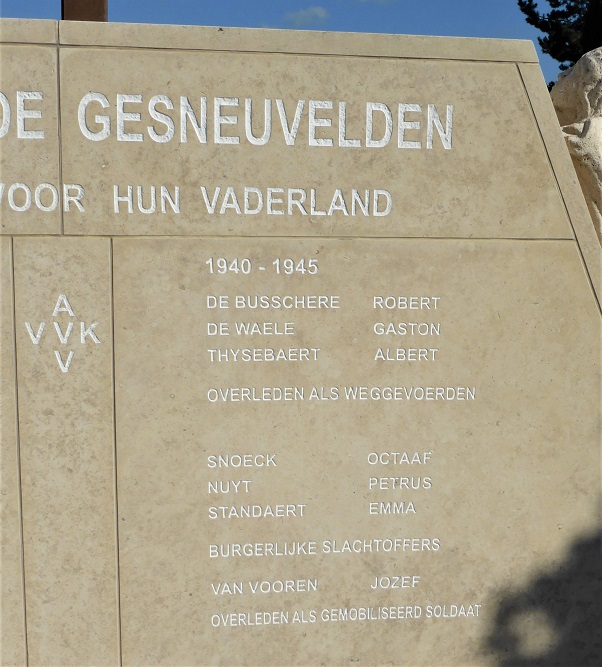 DE GESNEUVELDEN
VOOR HUN VADERLAND
A
VVK
V
1940 - 1945
DE BUSSCHERE ROBERT
DE WAELE GASTON
THYSEBAERT ALBERT
OVERLEDEN ALS WEGGEVOERDEN
SNOECK OCTAAF
NUYT PETRUS
STANDAERT EMMA
BURGERLIJKE SLACHTOFFERS
VAN VOOREN JOZEF
OVERLEDEN ALS GEMOBILISEERD SOLDAAT